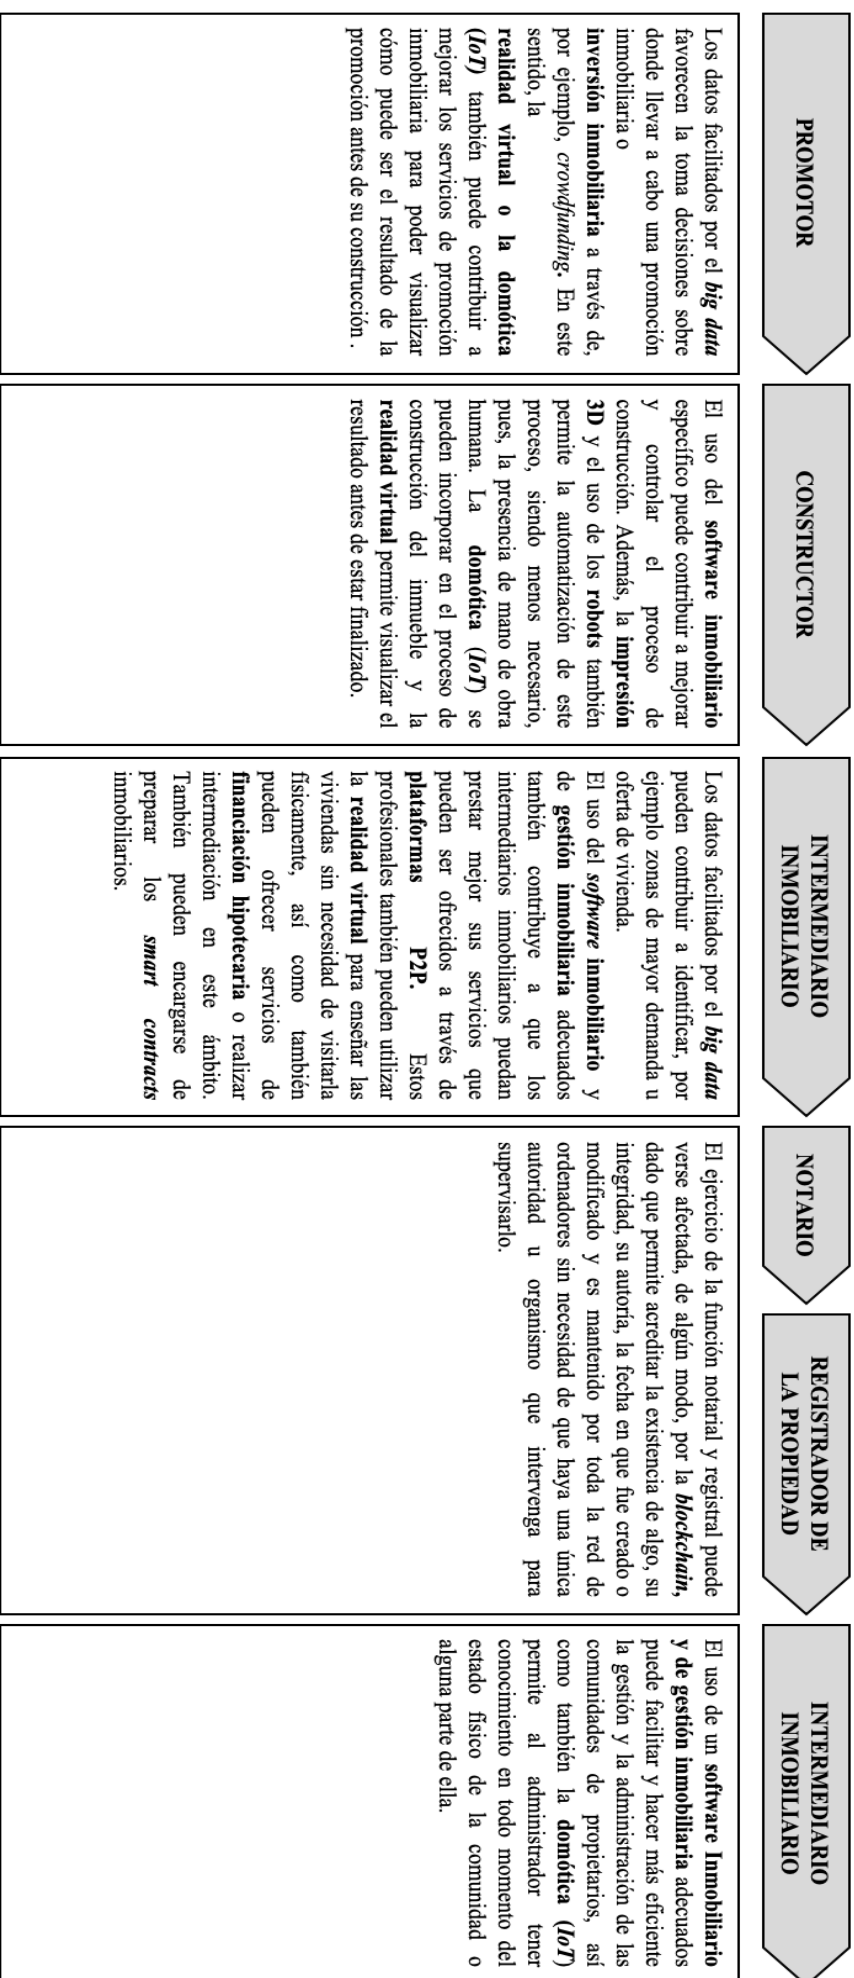 PROMOTOR
Los datos facilitados por el big data
favorecen la toma decisiones sobre
donde llevar a cabo una promoción
inmobiliaria o
inversión inmobiliaria a través de,
por ejemplo, crowdfunding. En este
sentido, la
realidad virtual o la domótica
(IoT) también puede contribuir a
mejorar los servicios de promoción
inmobiliaria para poder visualizar
cómo puede ser el resultado de la
promoción antes de su construcción .
CONSTRUCTOR
El uso del software inmobiliario
específico puede contribuir a mejorar
y controlar el proceso de
construcción. Además, la impresión
3D y el uso de los robots también
permite la automatización de este
proceso, siendo menos necesario,
pues, la presencia de mano de obra
humana. La domótica (IoT) se
pueden incorporar en el proceso de
construcción del inmueble y la
realidad virtual permite visualizar el
resultado antes de estar finalizado.
INTERMEDIARIO
INMOBILIARIO
Los datos facilitados por el big data
pueden contribuir a identificar, por
ejemplo zonas de mayor demanda u
oferta de vivienda.
El uso del software inmobiliario y
de gestión inmobiliaria adecuados
también contribuye a que los
intermediarios inmobiliarios puedan
prestar mejor sus servicios que
pueden ser ofrecidos a través de
plataformas P2P. Estos
profesionales también pueden utilizar
la realidad virtual para enseñar las
viviendas sin necesidad de visitarla
físicamente, así como también
pueden ofrecer servicios de
financiación hipotecaria o realizar
intermediación en este ámbito.
También pueden encargarse de
preparar los smart contracts
inmobiliarios.
NOTARIO
REGISTRADOR DE
LA PROPIEDAD
El ejercicio de la función notarial y registral puede
verse afectada, de algún modo, por la blockchain,
dado que permite acreditar la existencia de algo, su
integridad, su autoría, la fecha en que fue creado o
modificado y es mantenido por toda la red de
ordenadores sin necesidad de que haya una única
autoridad u organismo que intervenga para
supervisarlo.
INTERMEDIARIO
INMOBILIARIO
El uso de un software Inmobiliario
y de gestión inmobiliaria adecuados
puede facilitar y hacer más eficiente
la gestión y la administración de las
comunidades de propietarios, así
como también la domótica (IoT)
permite al administrador tener
conocimiento en todo momento del
estado físico de la comunidad o
alguna parte de ella.